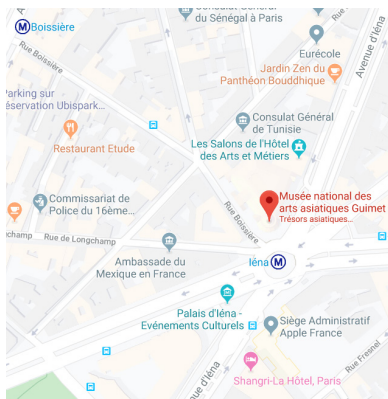 Boissière
Consulat Général
du Sénégal à Paris
Eurécole
Avenue d'Iéna
Rue Boissière
Jardin Zen du
Panthéon Bouddhique
Parking sur
réservation Ubispark...
Consulat Général
de Tunisie
Restaurant Etude
Les Salons de l'Hôtel
des Arts et Métiers
Commissariat de
Police du 16ème...
Musée national des
arts asiatiques Guimet
Trésors asiatiques...
Rue Boissière
champ
Rue de Longchamp
Ambassade du
Mexique en France
Iéna
Palais d'Iéna -
Evénements Culturels
Siège Administratif
Apple France
Rue Fresnel
Shangri-La Hôtel, Paris
nue d'Iéna